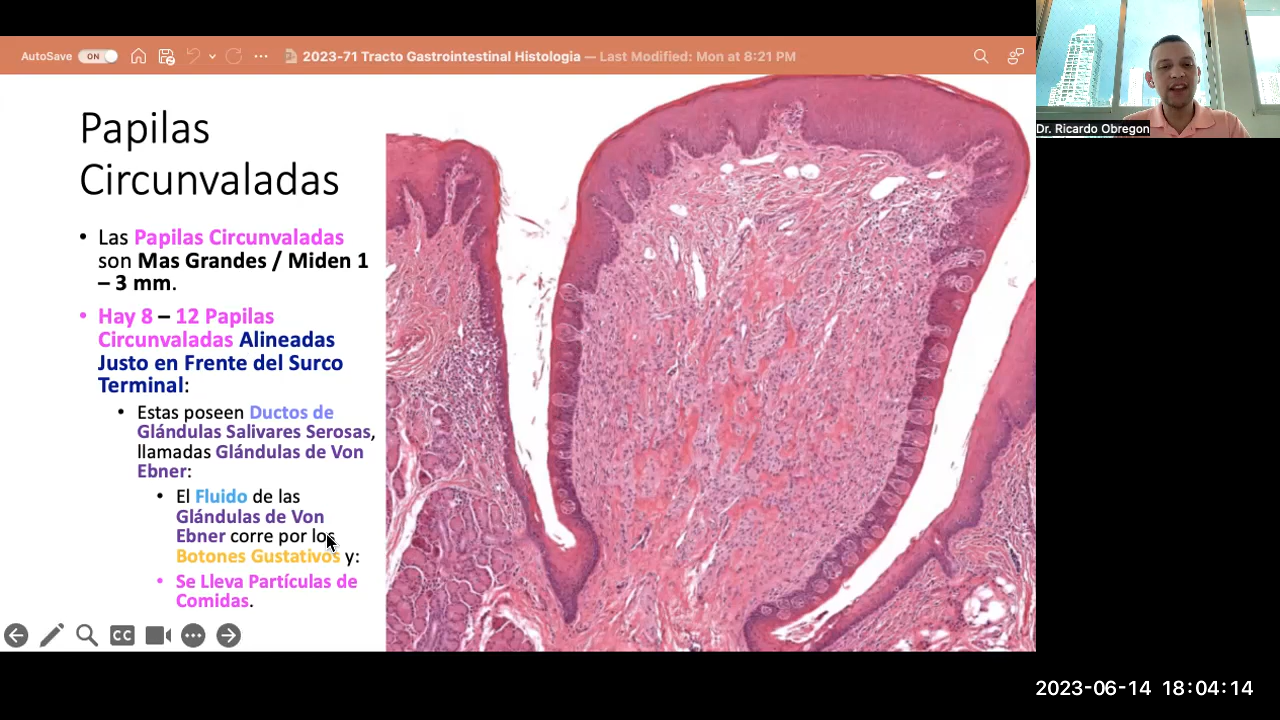 AutoSave ON 2023-71 Tracto Gastrointestinal Histologia — Last Modified: Mon at 8:21 PM
Dr. Ricardo Obregon
Papilas
Circunvaladas
• Las Papilas Circunvaladas
son Mas Grandes / Miden 1
– 3 mm.
• Hay 8 – 12 Papilas
Circunvaladas Alineadas
Justo en Frente del Surco
Terminal:
• Estas poseen Ductos de
Glándulas Salivares Serosas,
llamadas Glándulas de Von
Ebner:
• El Fluido de las
Glándulas de Von
Ebner corre por los
Botones Gustativos y:
• Se Lleva Partículas de
Comidas.
CC
2023-06-14 18:04:14